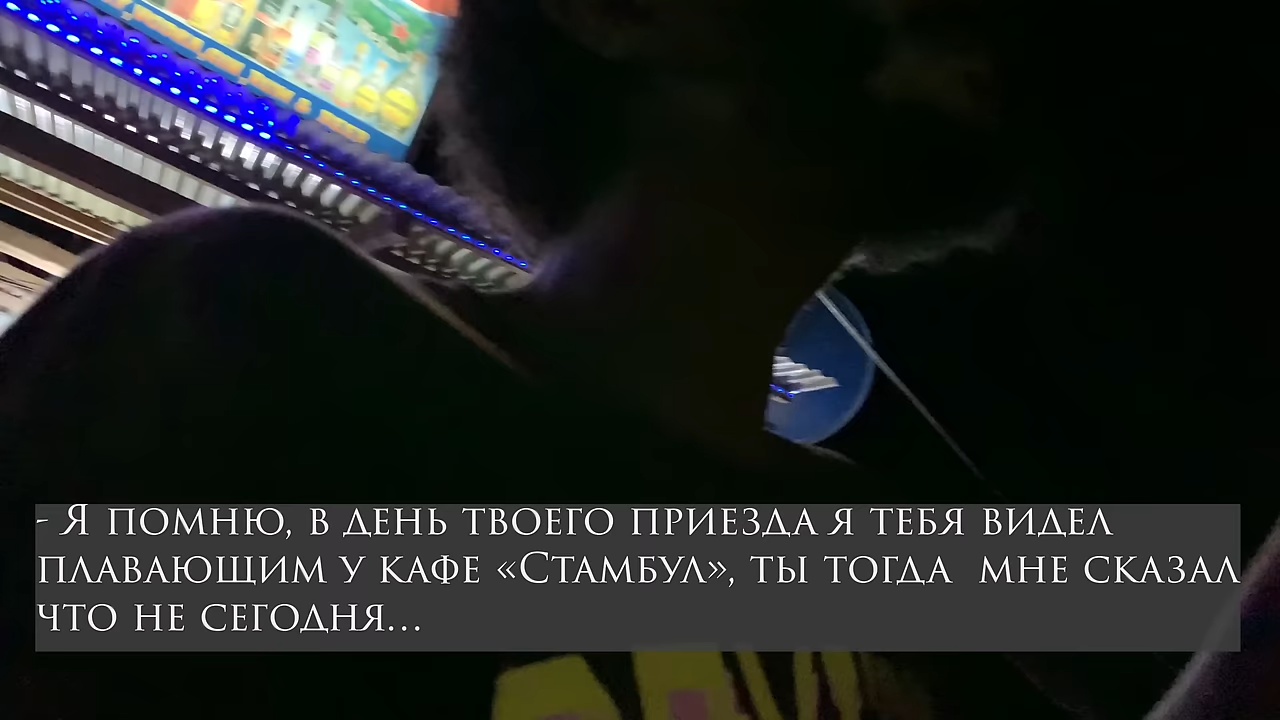 - Я помню, в день твоего приезда я тебя видел
плавающим у кафе «Стамбул», ты тогда мне сказал
что не сегодня...